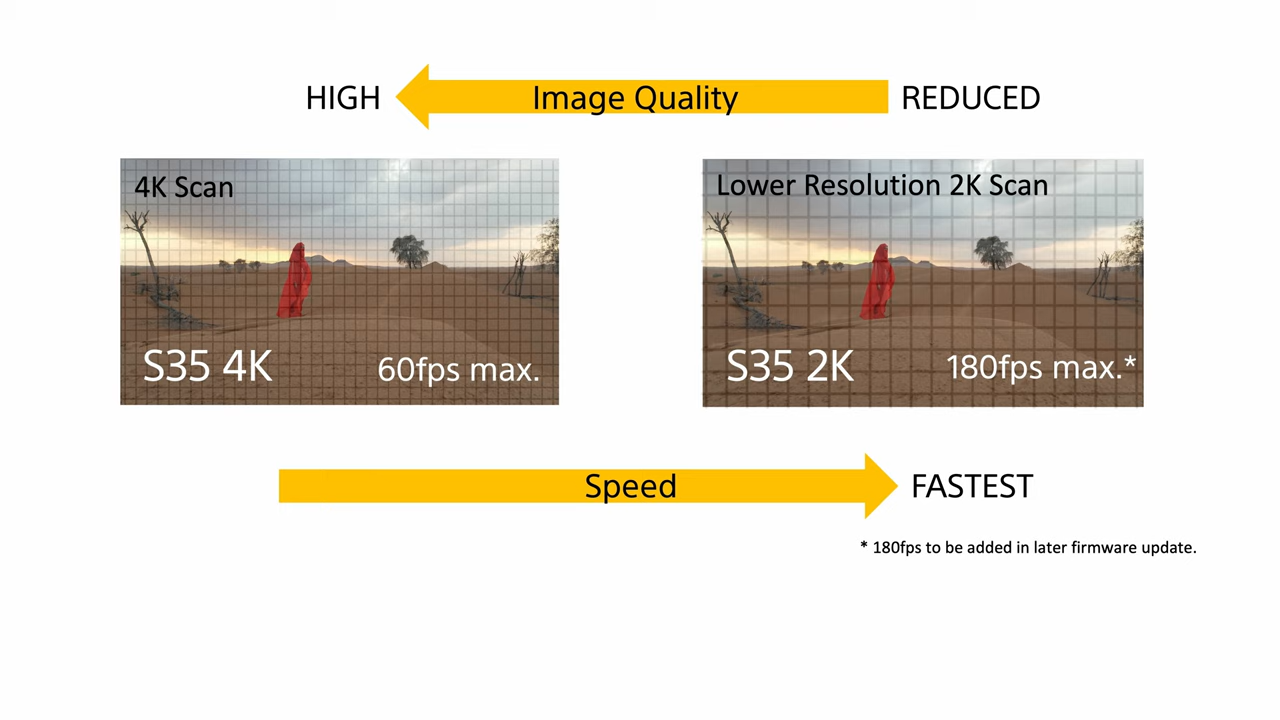 HIGH Image Quality REDUCED
4K Scan
S35 4K 60fps max.
Lower Resolution 2K Scan
S35 2K 180fps max.*
Speed FASTEST
* 180fps to be added in later firmware update.